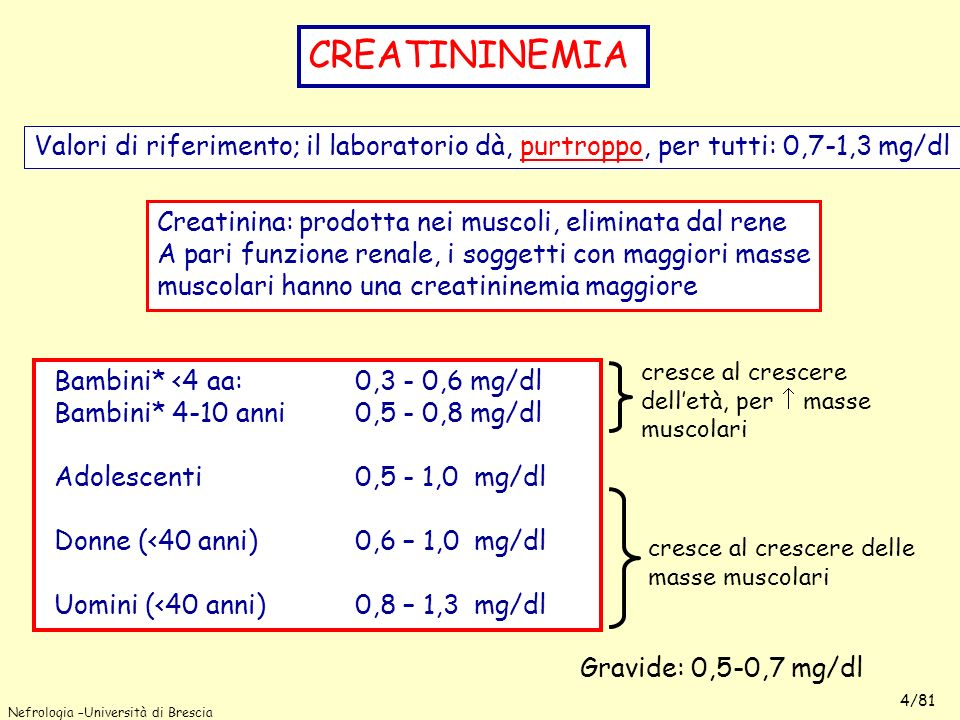 CREATININEMIA
Valori di riferimento; il laboratorio dà, purtroppo, per tutti: 0,7-1,3 mg/dl
Creatinina: prodotta nei muscoli, eliminata dal rene
A pari funzione renale, i soggetti con maggiori masse
muscolari hanno una creatininemia maggiore
Bambini* <4 aa: 0,3 - 0,6 mg/dl
Bambini* 4-10 anni 0,5 - 0,8 mg/dl
Adolescenti 0,5 - 1,0 mg/dl
Donne (<40 anni) 0,6 – 1,0 mg/dl
Uomini (<40 anni) 0,8 – 1,3 mg/dl
cresce al crescere
dell’età, per ↑ masse
muscolari
cresce al crescere delle
masse muscolari
Gravide: 0,5-0,7 mg/dl
4/81
Nefrologia –Università di Brescia